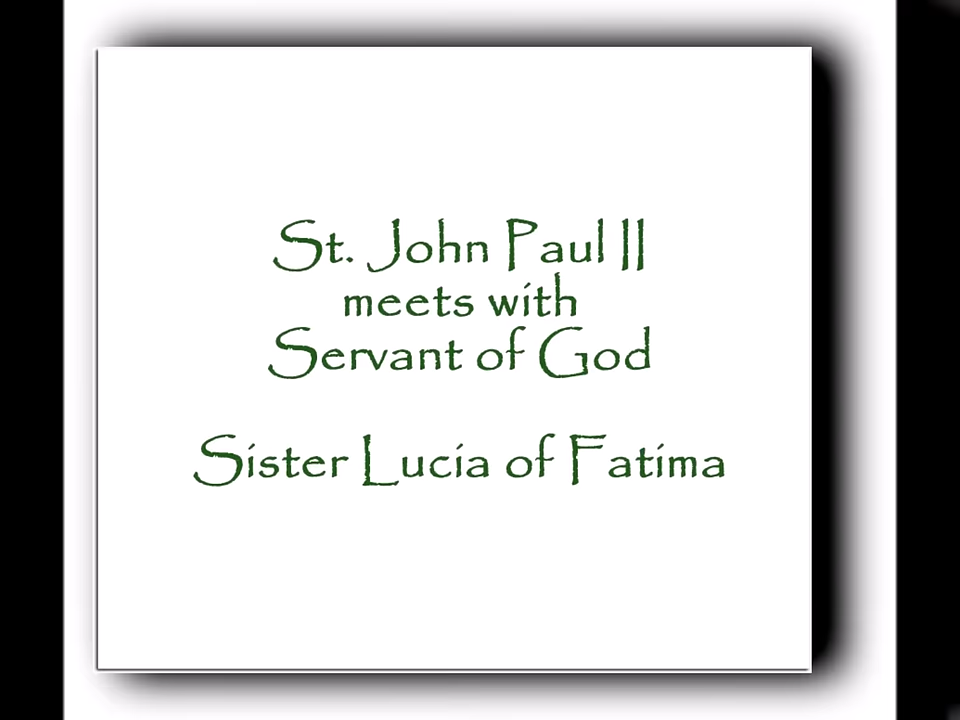 St. John Paul II
meets with
Servant of God
Sister Lucia of Fatima